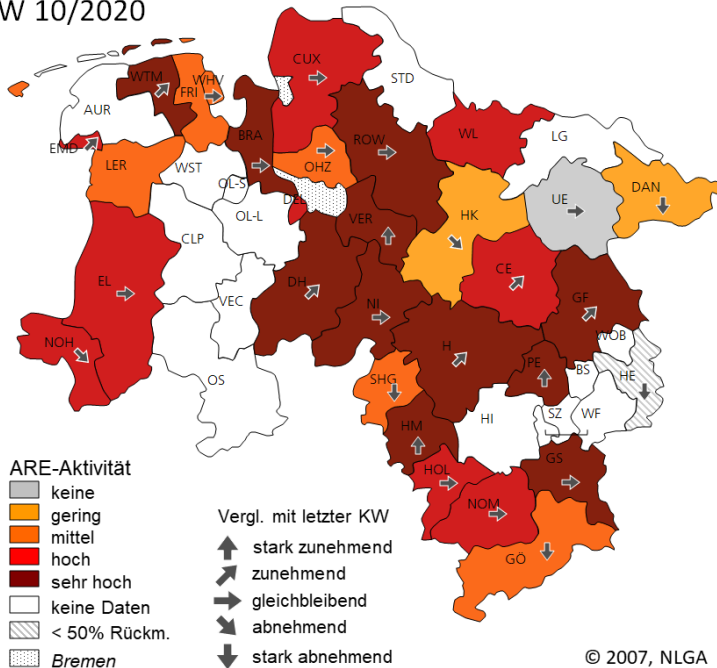 W 10/2020
CUX
STD
WTM
WHV
FRI
AUR
BRA
ROW
WL
LG
EMD
OHZ
LER
WST
OL-S
DEL
DAN
UE
OL-L
VER
HK
CLP
CE
EL
DH
VEC
NI
GF
NOH
H
WOB
PE
BS
HE
OS
SHG
SZ
WF
HI
HM
HOL
GS
NOM
GÖ
ARE-Aktivität
keine
gering
mittel
hoch
sehr hoch
keine Daten
< 50% Rückm.
Bremen
Vergl. mit letzter KW
stark zunehmend
zunehmend
gleichbleibend
abnehmend
stark abnehmend
© 2007, NLGA